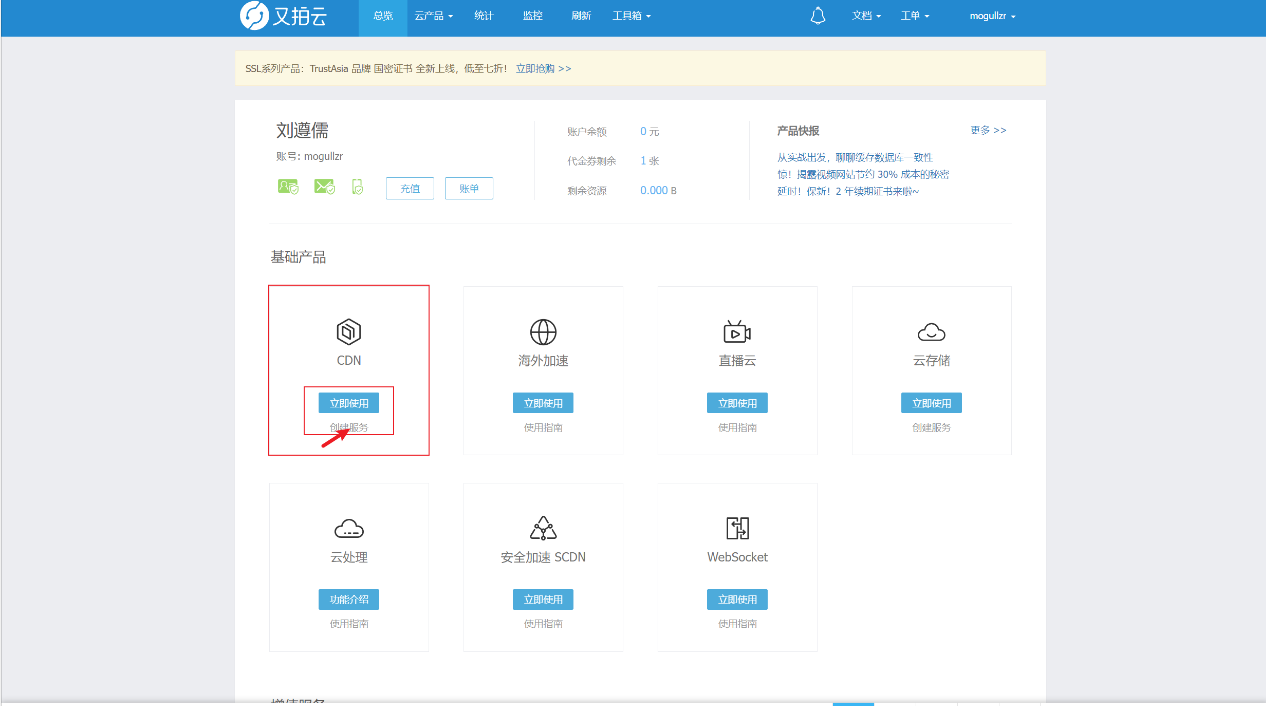 又拍云 总览 云产品 统计 监控 刷新 工具箱 文档 工单 mogullzr
SSL系列产品：TrustAsia 品牌 国密证书 全新上线，低至七折！ 立即抢购 >>
刘遵儒
账号：mogullzr
充值 账单
账户余额 0 元
代金券剩余 1 张
剩余资源 0.000 B
产品快报 更多 >>
从实战出发，聊聊缓存数据库一致性
惊！揭露视频网站节约 30% 成本的秘密
延时！保新！2 年续期证书来啦~
基础产品
CDN 海外加速 直播云 云存储
立即使用 立即使用 立即使用 立即使用
创建服务 使用指南 使用指南 创建服务
云处理 安全加速 SCDN WebSocket
功能介绍 立即使用 立即使用
使用指南 使用指南 使用指南